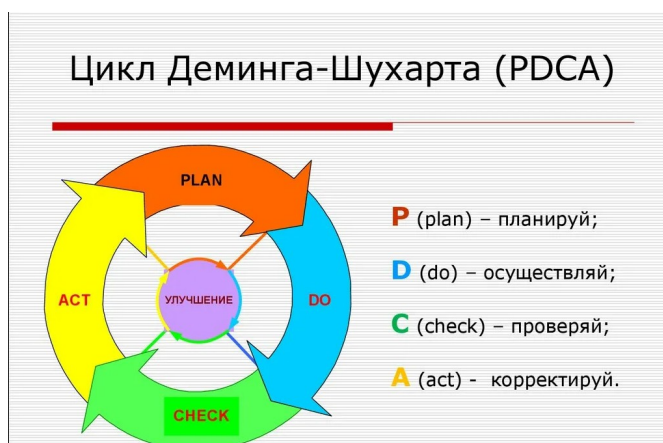 Цикл Деминга-Шухарта (PDCA)
PLAN
DO
CHECK
ACT
УЛУЧШЕНИЕ
P (plan) – планируй;
D (do) – осуществляй;
C (check) – проверяй;
A (act) - корректируй.